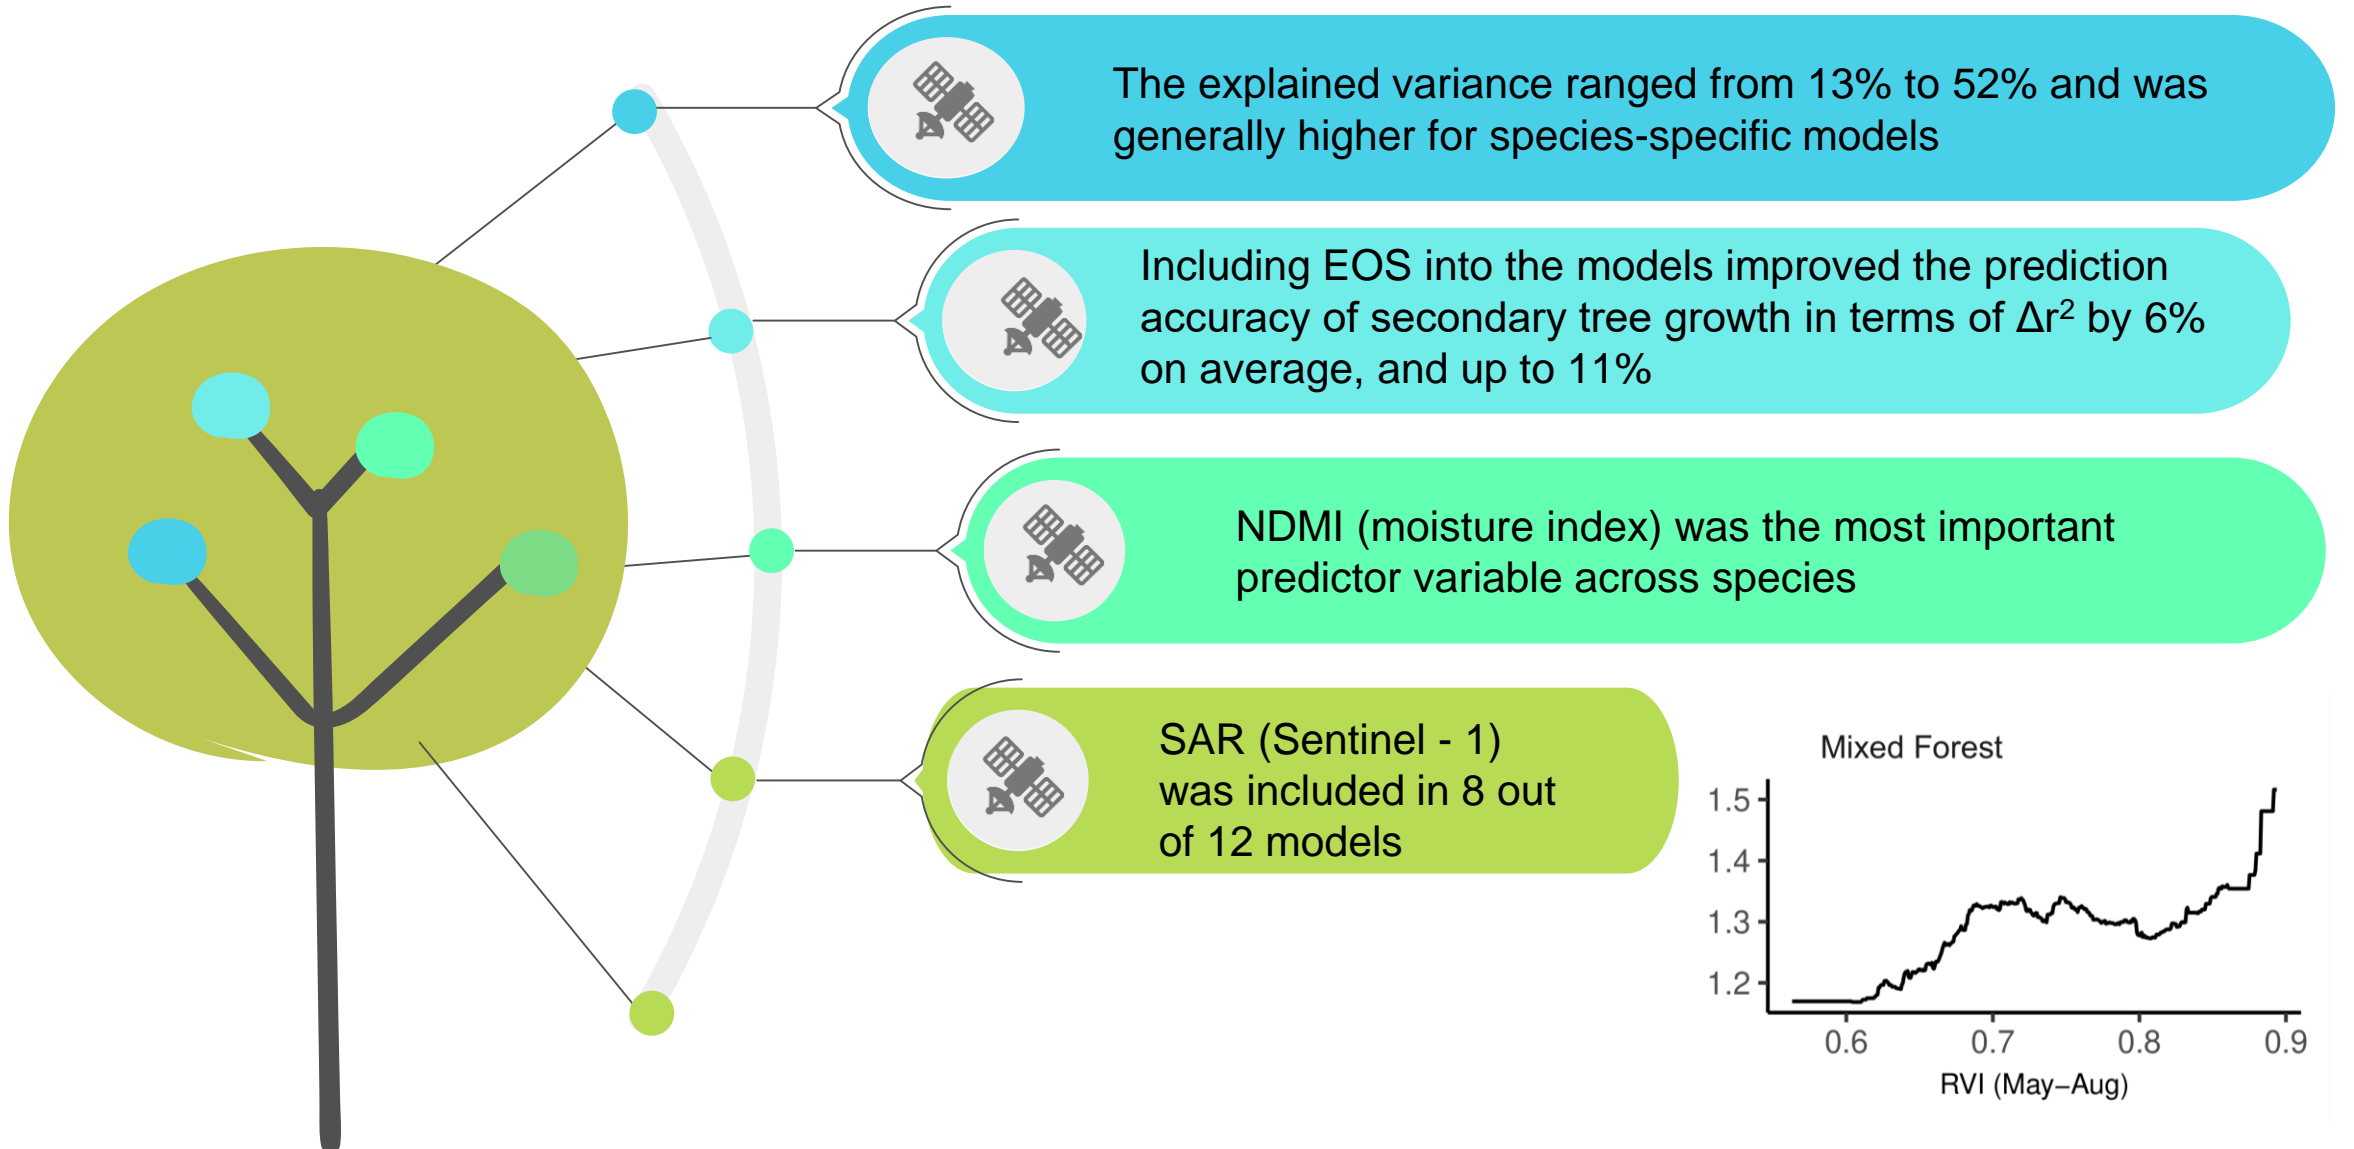 The explained variance ranged from 13% to 52% and was
generally higher for species-specific models
Including EOS into the models improved the prediction
accuracy of secondary tree growth in terms of Δr² by 6%
on average, and up to 11%
NDMI (moisture index) was the most important
predictor variable across species
SAR (Sentinel - 1)
was included in 8 out
of 12 models
Mixed Forest
1.5
1.4
1.3
1.2
0.6 0.7 0.8 0.9
RVI (May−Aug)